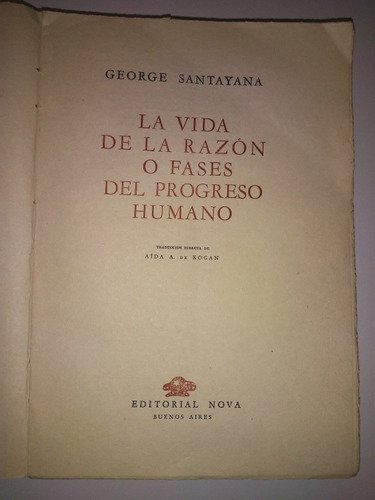 GEORGE SANTAYANA
LA VIDA
DE LA RAZÓN
O FASES
DEL PROGRESO
HUMANO
TRADUCCIÓN DIRECTA DE
AÍDA A. DE KOGAN
EDITORIAL NOVA
BUENOS AIRES